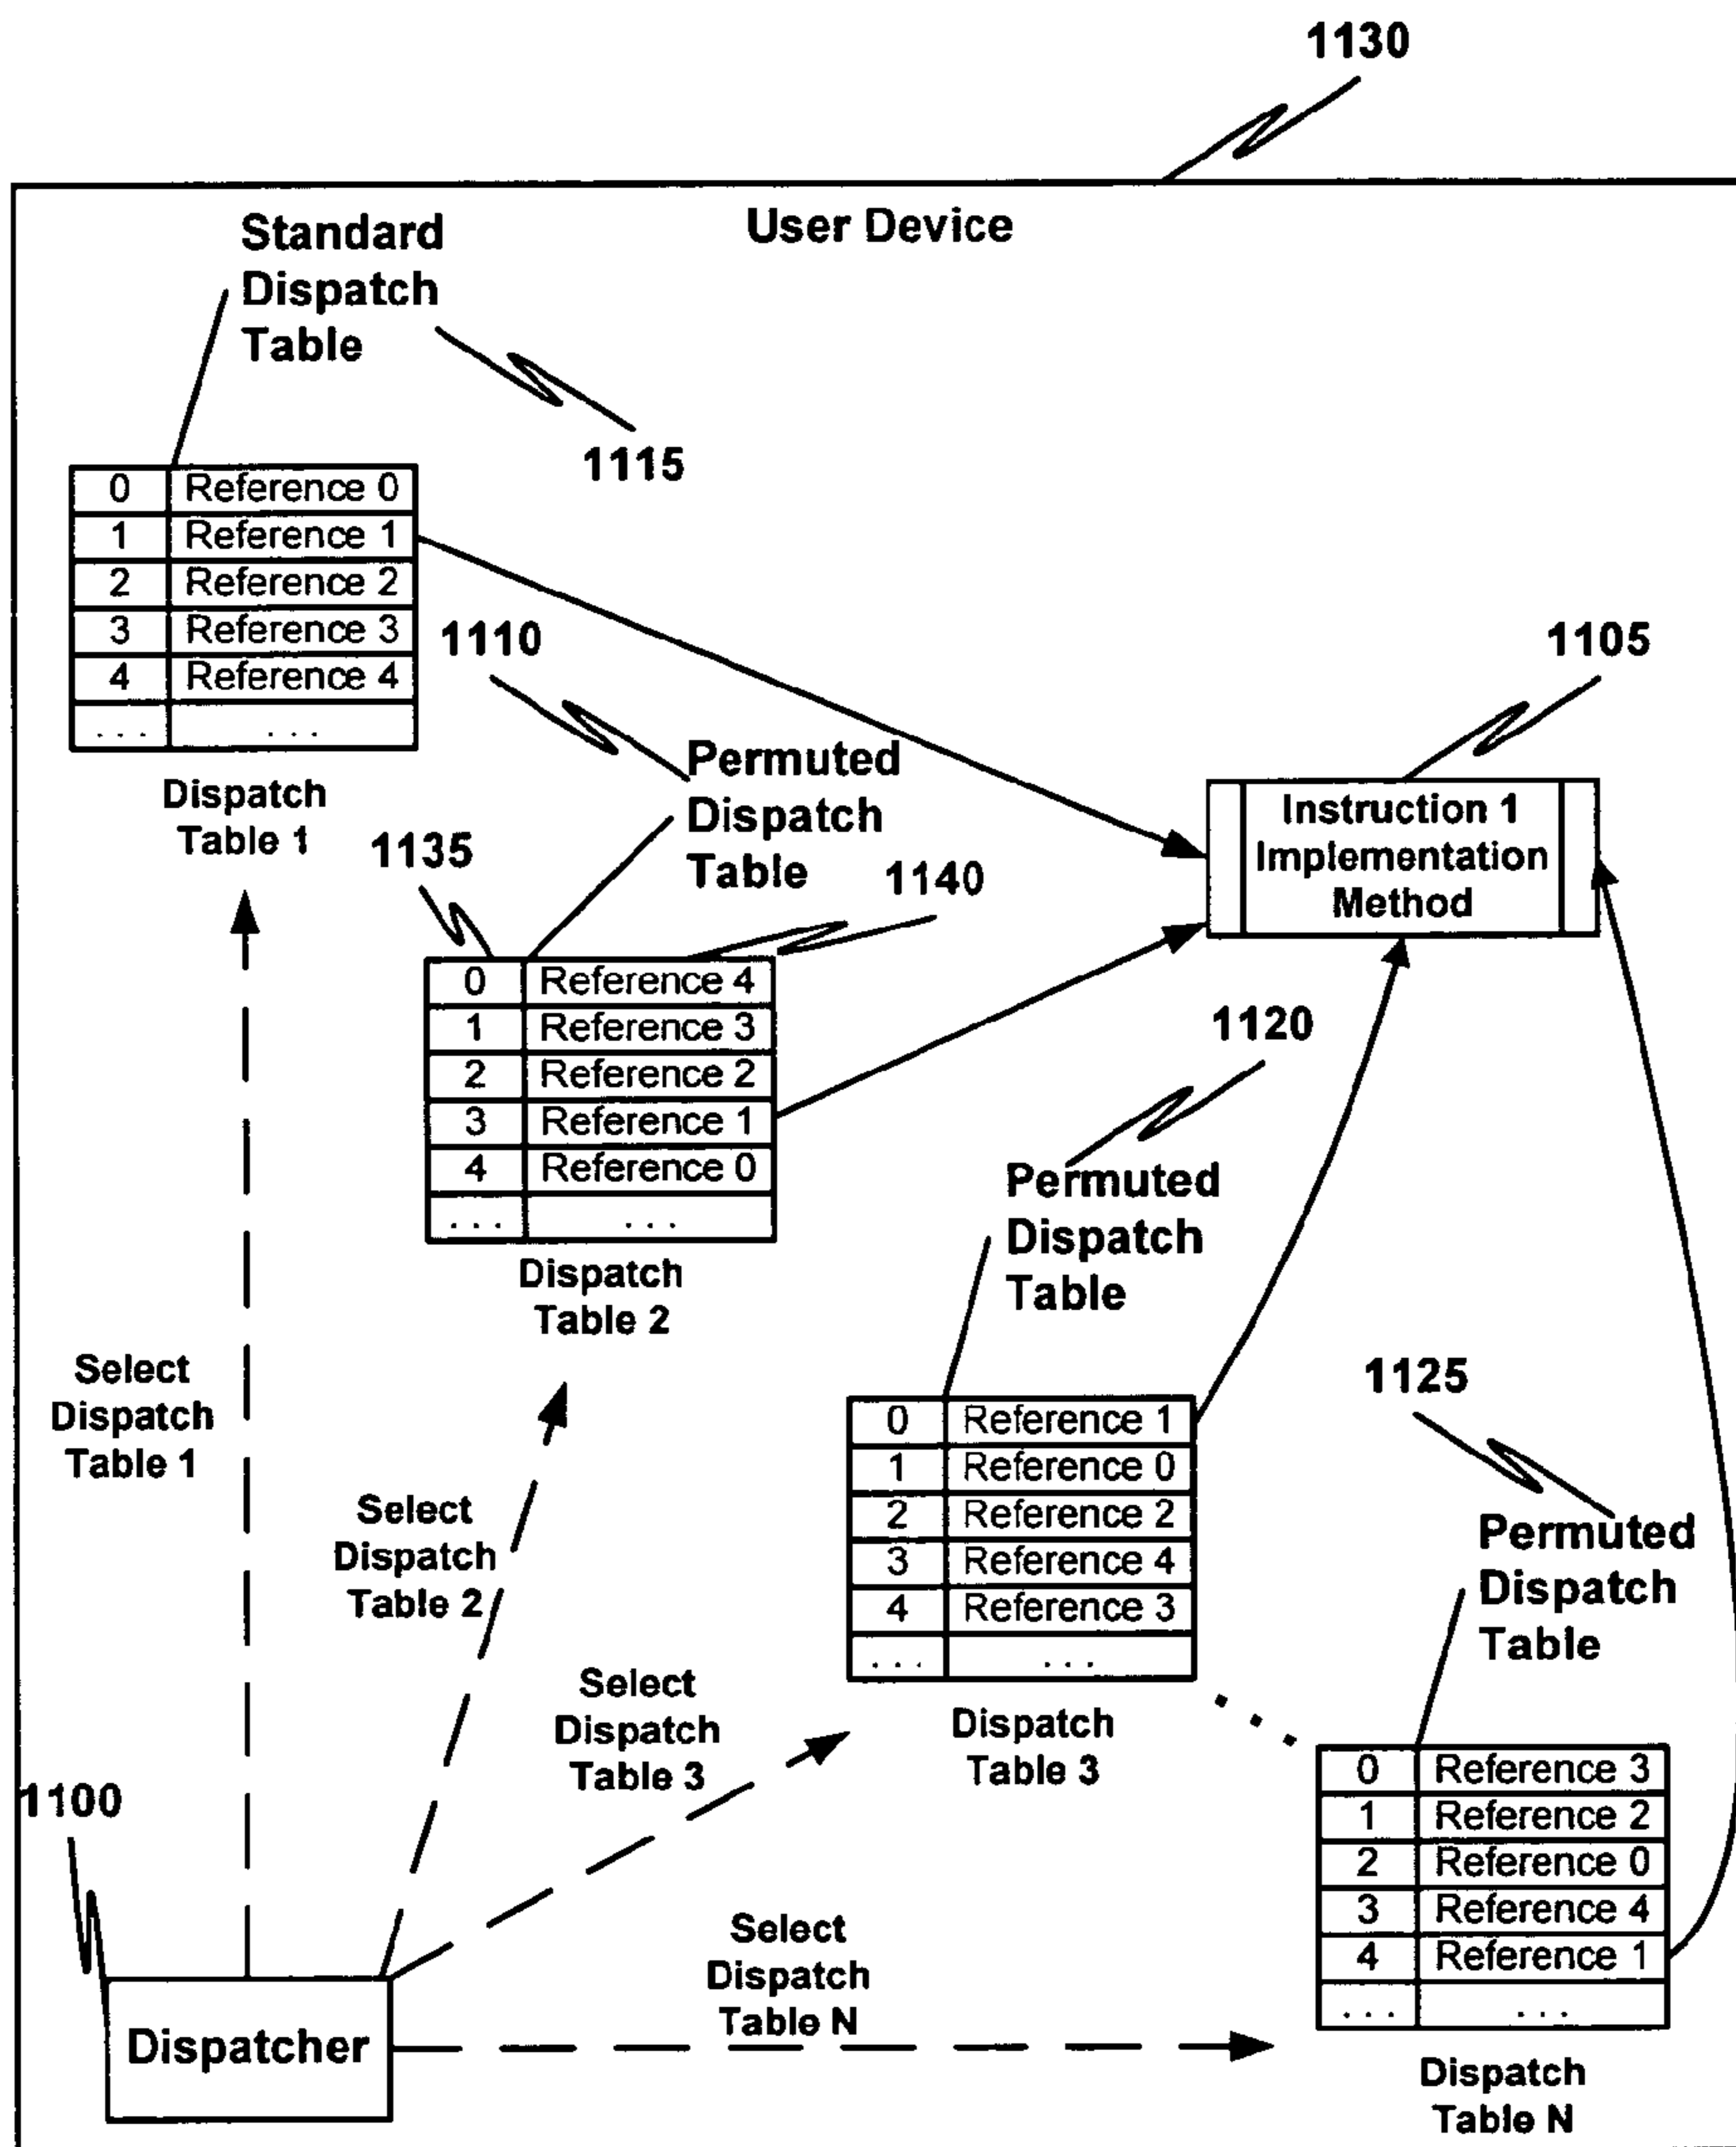 1130
User Device
Standard
Dispatch
Table
1115
0 Reference 0
1 Reference 1
2 Reference 2
3 Reference 3
4 Reference 4
... ...
Dispatch
Table 1
1110
Permuted
Dispatch
Table
1105
Instruction 1
Implementation
Method
1135
1140
0 Reference 4
1 Reference 3
2 Reference 2
3 Reference 1
4 Reference 0
... ...
Dispatch
Table 2
1120
Permuted
Dispatch
Table
0 Reference 1
1 Reference 0
2 Reference 2
3 Reference 4
4 Reference 3
... ...
Dispatch
Table 3
1125
Permuted
Dispatch
Table
0 Reference 3
1 Reference 2
2 Reference 0
3 Reference 4
4 Reference 1
... ...
Dispatch
Table N
Select
Dispatch
Table 1
Select
Dispatch
Table 2
Select
Dispatch
Table 3
Select
Dispatch
Table N
1100
Dispatcher